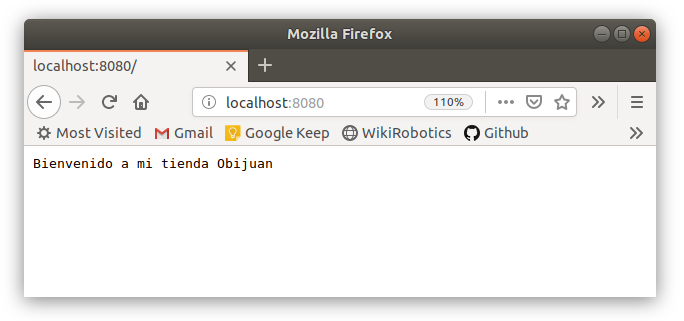 Mozilla Firefox
localhost:8080/
localhost:8080 110%
Most Visited Gmail Google Keep WikiRobotics Github
Bienvenido a mi tienda Obijuan